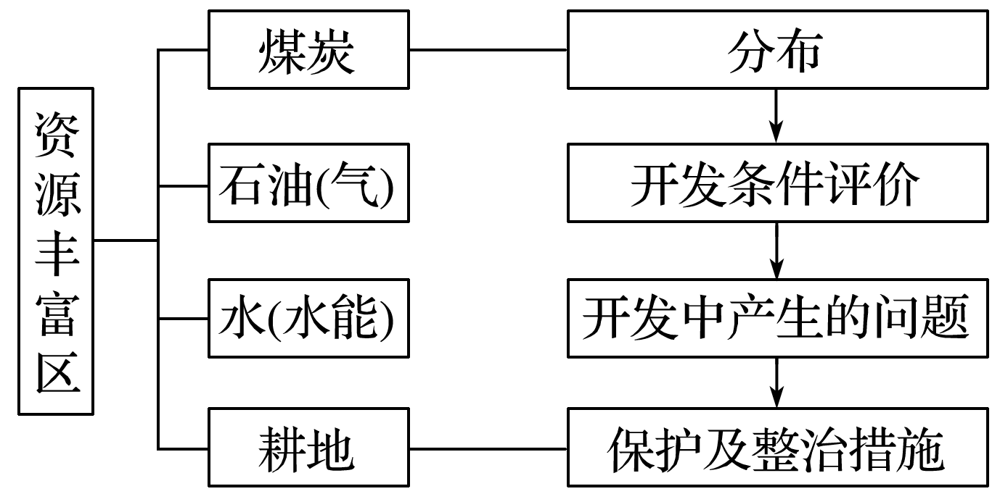 资源丰富区
煤炭
分布
石油(气)
开发条件评价
水(水能)
开发中产生的问题
耕地
保护及整治措施